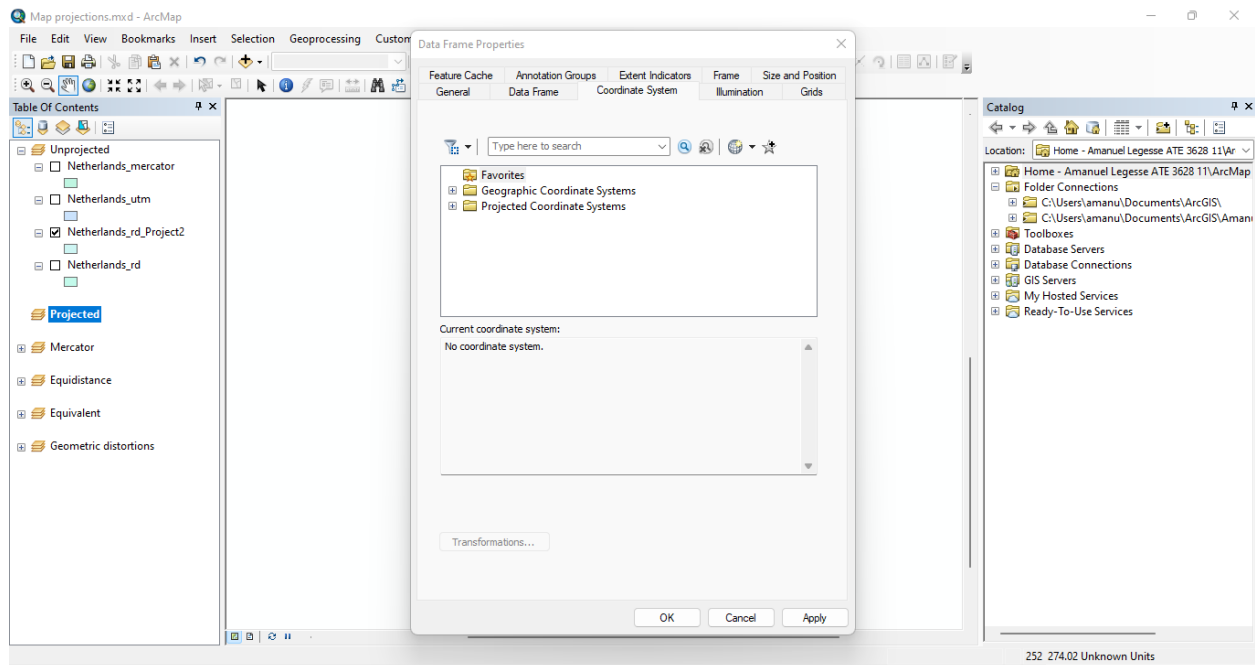 Map projections.mxd - ArcMap
File Edit View Bookmarks Insert Selection Geoprocessing Custom
Table Of Contents
Unprojected
Netherlands_mercator
Netherlands_utm
Netherlands_rd_Project2
Netherlands_rd
Projected
Mercator
Equidistance
Equivalent
Geometric distortions
Data Frame Properties
Feature Cache Annotation Groups Extent Indicators Frame Size and Position
General Data Frame Coordinate System Illumination Grids
Type here to search
Favorites
Geographic Coordinate Systems
Projected Coordinate Systems
Current coordinate system:
No coordinate system.
Transformations...
OK Cancel Apply
Catalog
Location: Home - Amanuel Legesse ATE 3628 11\Ar
Home - Amanuel Legesse ATE 3628 11\ArcMap
Folder Connections
C:\Users\amanu\Documents\ArcGIS\
C:\Users\amanu\Documents\ArcGIS\Amanu
Toolboxes
Database Servers
Database Connections
GIS Servers
My Hosted Services
Ready-To-Use Services
252 274.02 Unknown Units